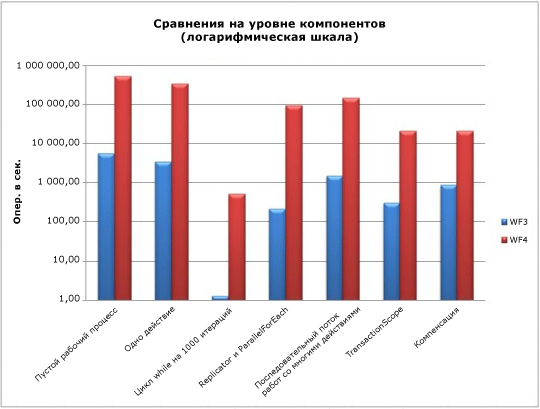 Сравнения на уровне компонентов
(логарифмическая шкала)
Опер. в сек.
1 000 000,00
100 000,00
10 000,00
1 000,00
100,00
10,00
1,00
Пустой рабочий процесс
Одно действие
Цикл while на 1000 итераций
Replicator и ParallelForEach
Последовательный поток
работ со многими действиями
TransactionScope
Компенсация
WF3
WF4